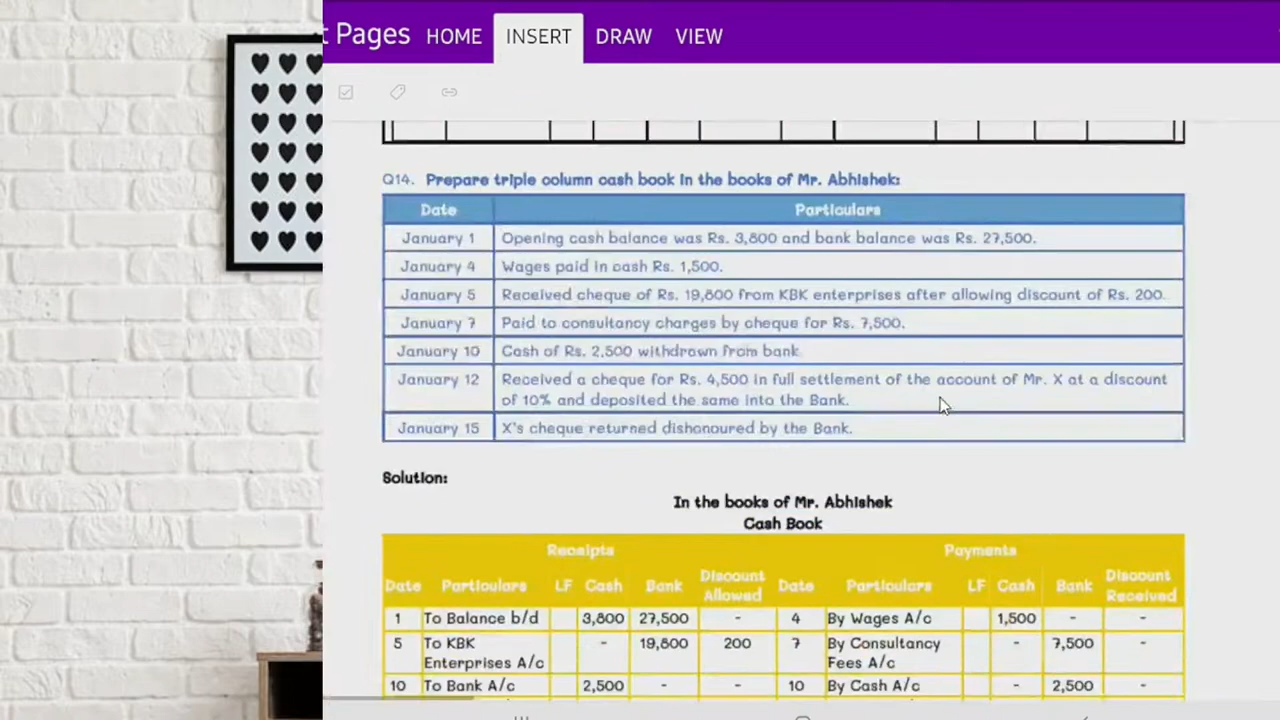 t Pages HOME INSERT DRAW VIEW
Q14. Prepare triple column cash book in the books of Mr. Abhishek:
Date Particulars
January 1 Opening cash balance was Rs. 3,800 and bank balance was Rs. 27,500.
January 4 Wages paid in cash Rs. 1,500.
January 5 Received cheque of Rs. 19,800 from KBK enterprises after allowing discount of Rs. 200.
January 7 Paid to consultancy charges by cheque for Rs. 7,500.
January 10 Cash of Rs. 2,500 withdrawn from bank.
January 12 Received a cheque for Rs. 4,500 in full settlement of the account of Mr. X at a discount
of 10% and deposited the same into the Bank.
January 15 X's cheque returned dishonoured by the Bank.
Solution:
In the books of Mr. Abhishek
Cash Book
Receipts Payments
Date Particulars LF Cash Bank Discount Allowed Date Particulars LF Cash Bank Discount Received
1 To Balance b/d 3,800 27,500 - 4 By Wages A/c 1,500 - -
5 To KBK Enterprises A/c - 19,800 200 7 By Consultancy Fees A/c - 7,500 -
10 To Bank A/c 2,500 - - 10 By Cash A/c - 2,500 -